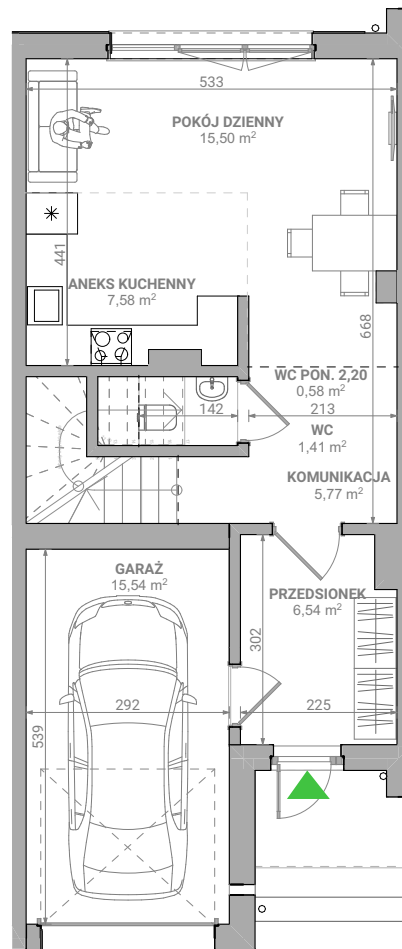 533
POKÓJ DZIENNY
15,50 m²
441
ANEKS KUCHENNY
7,58 m²
668
WC PON. 2,20
0,58 m²
142
213
WC
1,41 m²
KOMUNIKACJA
5,77 m²
GARAŻ
15,54 m²
PRZEDSIONEK
6,54 m²
302
292
225
539